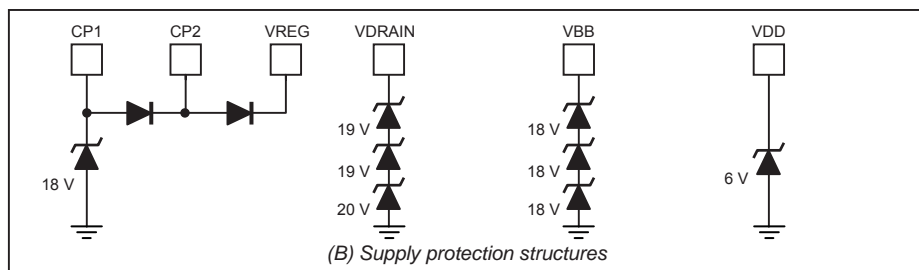 CP1 CP2 VREG VDRAIN VBB VDD
19 V 18 V
18 V 19 V 18 V 6 V
20 V 18 V
(B) Supply protection structures